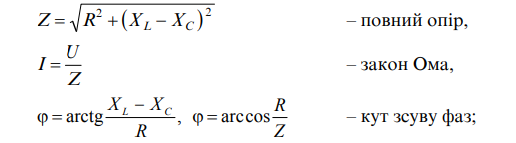 Z = √(R² + (X_L − X_C)²) – повний опір,
I = U/Z – закон Ома,
φ = arctg (X_L − X_C)/R, φ = arccos R/Z – кут зсуву фаз;